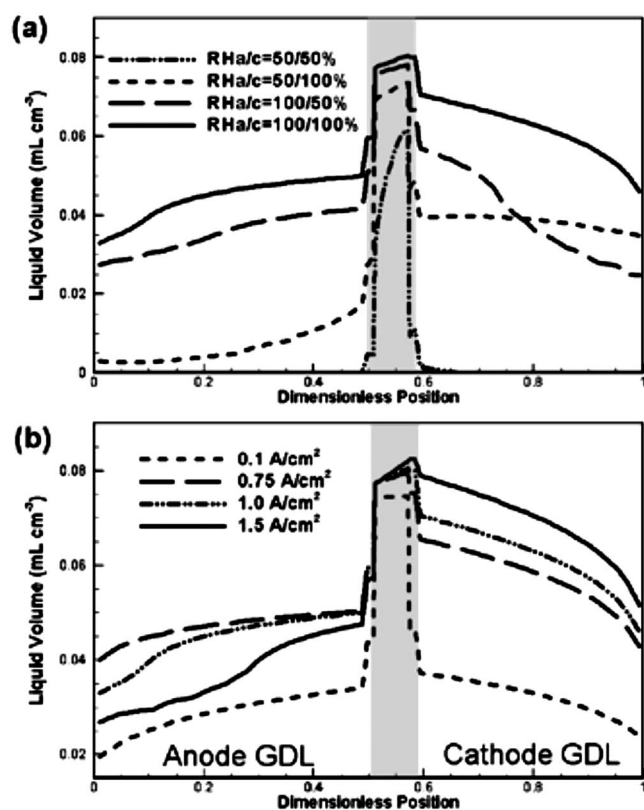 (a)
RHa/c=50/50%
RHa/c=50/100%
RHa/c=100/50%
RHa/c=100/100%
Liquid Volume (mL cm-3)
0.08
0.06
0.04
0.02
0
0
0.2
0.4
0.6
0.8
1
Dimensionless Position
(b)
0.1 A/cm2
0.75 A/cm2
1.0 A/cm2
1.5 A/cm2
Liquid Volume (mL cm-3)
0.08
0.06
0.04
0.02
Anode GDL
Cathode GDL
0
0.2
0.4
0.6
0.8
1
Dimensionless Position